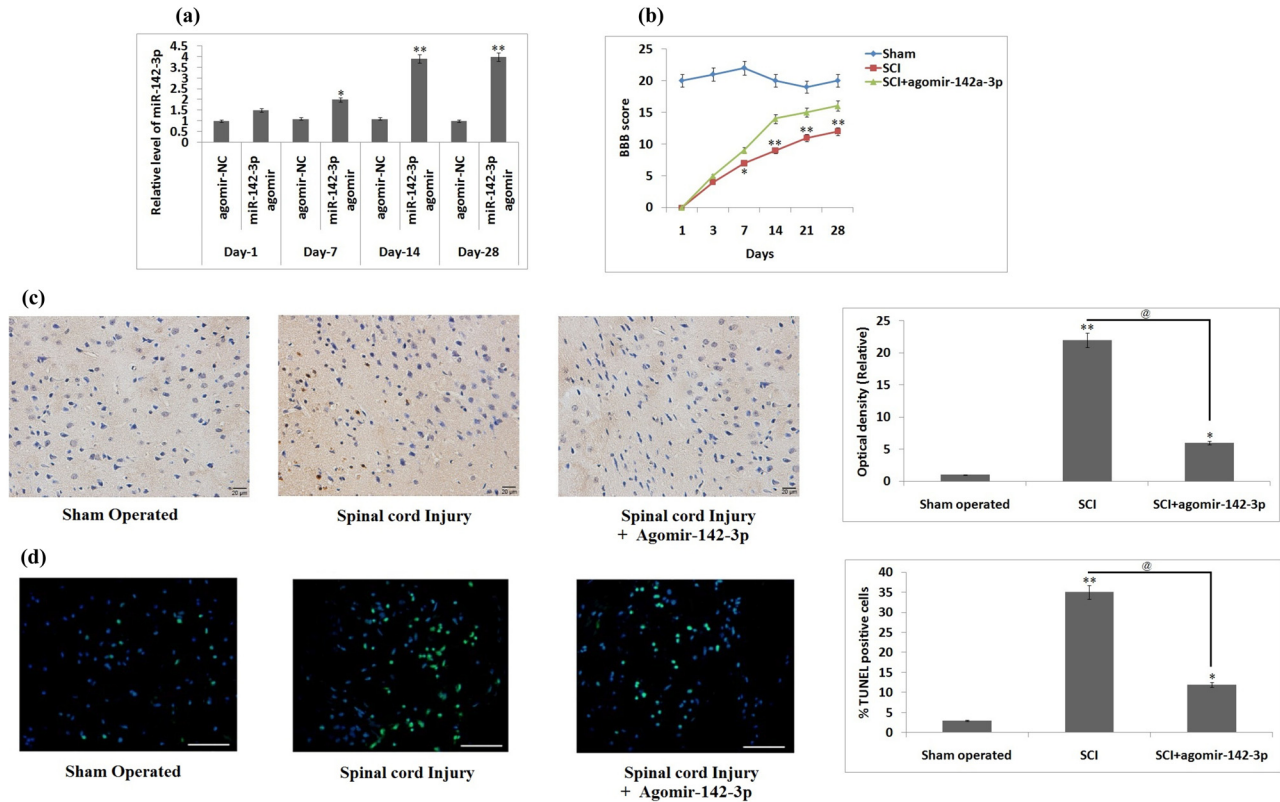 (a)
Relative level of miR-142-3p
4.5
4
3.5
3
2.5
2
1.5
1
0.5
0
*
**
**
agomir-NC
miR-142-3p agomir
agomir-NC
miR-142-3p agomir
agomir-NC
miR-142-3p agomir
agomir-NC
miR-142-3p agomir
Day-1
Day-7
Day-14
Day-28
(b)
BBB score
25
20
15
10
5
0
*
**
**
**
1 3 7 14 21 28
Days
Sham
SCI
SCI+agomir-142a-3p
(c)
20 µm
20 µm
20 µm
Sham Operated
Spinal cord Injury
Spinal cord Injury
+ Agomir-142-3p
Optical density (Relative)
25
20
15
10
5
0
**
@
*
Sham operated
SCI
SCI+agomir-142-3p
(d)
Sham Operated
Spinal cord Injury
Spinal cord Injury
+ Agomir-142-3p
% TUNEL positive cells
40
35
30
25
20
15
10
5
0
**
@
*
Sham operated
SCI
SCI+agomir-142-3p